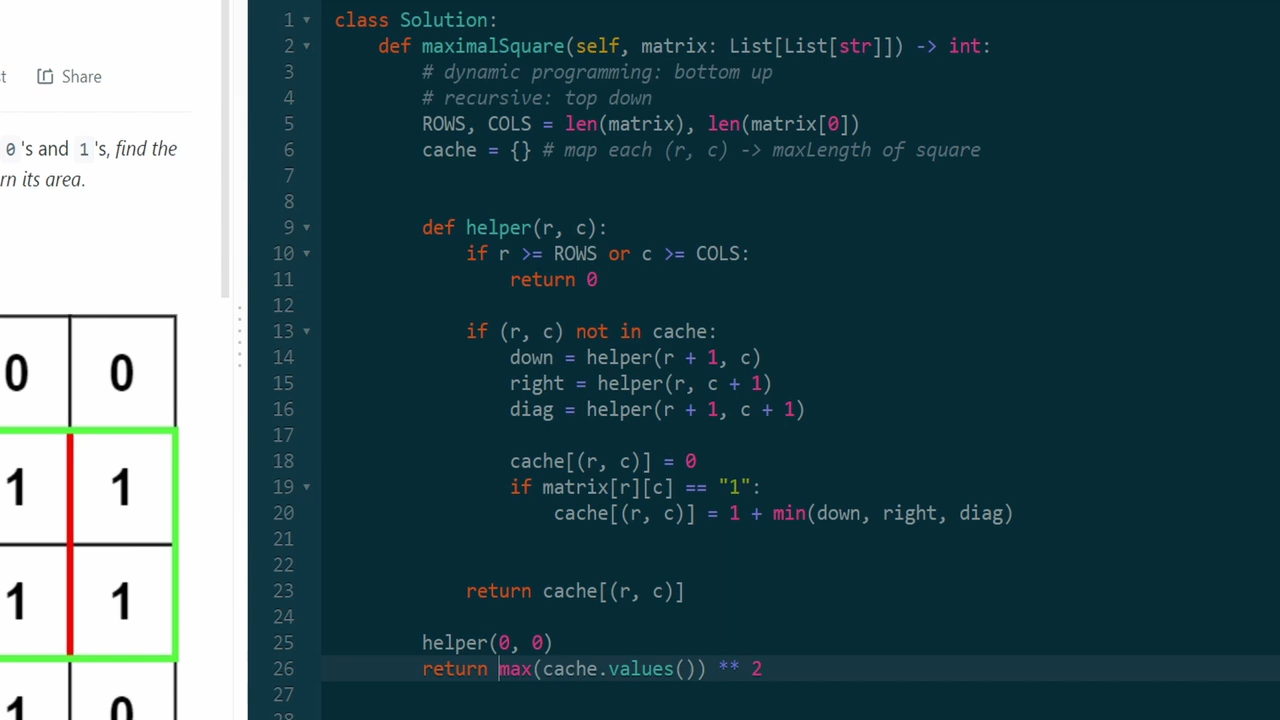 t Share
0's and 1's, find the
rn its area.
0 0
1 1
1 1
1 0
1 class Solution:
2 def maximalSquare(self, matrix: List[List[str]]) -> int:
3 # dynamic programming: bottom up
4 # recursive: top down
5 ROWS, COLS = len(matrix), len(matrix[0])
6 cache = {} # map each (r, c) -> maxLength of square
7
8
9 def helper(r, c):
10 if r >= ROWS or c >= COLS:
11 return 0
12
13 if (r, c) not in cache:
14 down = helper(r + 1, c)
15 right = helper(r, c + 1)
16 diag = helper(r + 1, c + 1)
17
18 cache[(r, c)] = 0
19 if matrix[r][c] == "1":
20 cache[(r, c)] = 1 + min(down, right, diag)
21
22
23 return cache[(r, c)]
24
25 helper(0, 0)
26 return max(cache.values()) ** 2
27
28